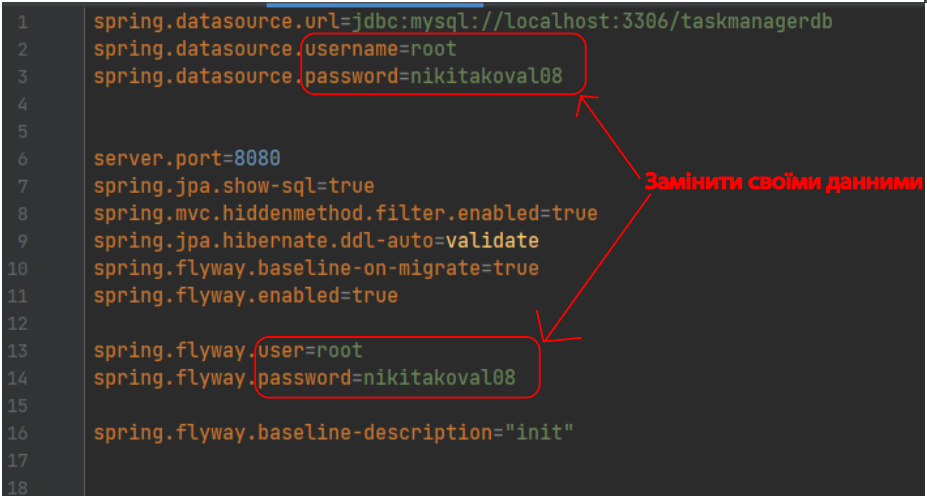 1 spring.datasource.url=jdbc:mysql://localhost:3306/taskmanagerdb
2 spring.datasource.username=root
3 spring.datasource.password=nikitakoval08
4
5
6 server.port=8080
7 spring.jpa.show-sql=true
Замінити своїми данними
8 spring.mvc.hiddenmethod.filter.enabled=true
9 spring.jpa.hibernate.ddl-auto=validate
10 spring.flyway.baseline-on-migrate=true
11 spring.flyway.enabled=true
12
13 spring.flyway.user=root
14 spring.flyway.password=nikitakoval08
15
16 spring.flyway.baseline-description="init"
17
18